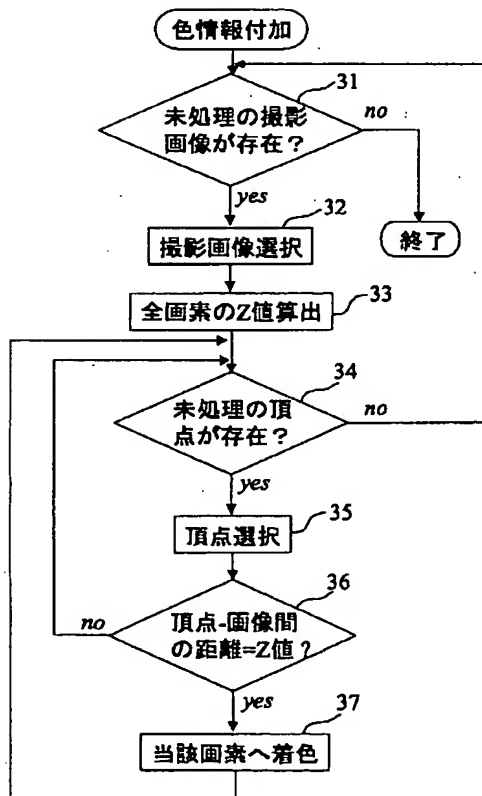 色情報付加
31
未処理の撮影
画像が存在?
no
yes
32
撮影画像選択
終了
33
全画素のZ値算出
34
未処理の頂
点が存在?
no
yes
35
頂点選択
36
頂点-画像間
の距離=Z値?
no
yes
37
当該画素へ着色